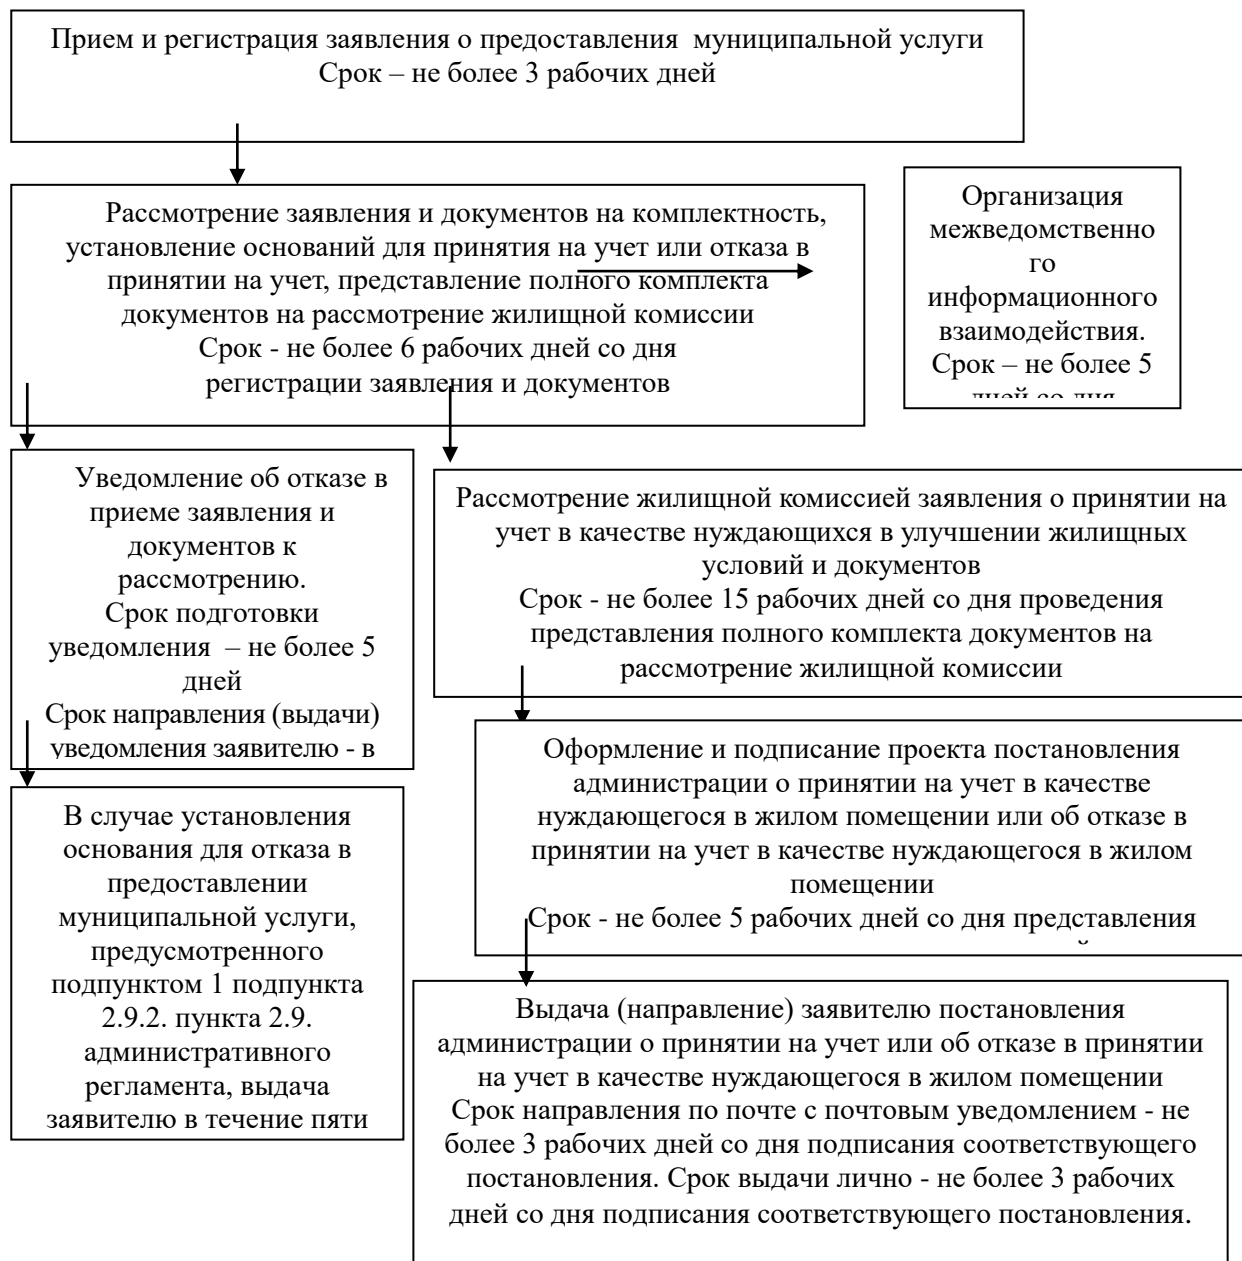 Прием и регистрация заявления о предоставления муниципальной услуги
Срок – не более 3 рабочих дней
Рассмотрение заявления и документов на комплектность,
установление оснований для принятия на учет или отказа в
принятии на учет, представление полного комплекта
документов на рассмотрение жилищной комиссии
Срок - не более 6 рабочих дней со дня
регистрации заявления и документов
Организация
межведомственно
го
информационного
взаимодействия.
Срок – не более 5
дней со дня
Уведомление об отказе в
приеме заявления и
документов к
рассмотрению.
Срок подготовки
уведомления – не более 5
дней
Срок направления (выдачи)
уведомления заявителю - в
Рассмотрение жилищной комиссией заявления о принятии на
учет в качестве нуждающихся в улучшении жилищных
условий и документов
Срок - не более 15 рабочих дней со дня проведения
представления полного комплекта документов на
рассмотрение жилищной комиссии
Оформление и подписание проекта постановления
администрации о принятии на учет в качестве
нуждающегося в жилом помещении или об отказе в
принятии на учет в качестве нуждающегося в жилом
помещении
Срок - не более 5 рабочих дней со дня представления
В случае установления
основания для отказа в
предоставлении
муниципальной услуги,
предусмотренного
подпунктом 1 подпункта
2.9.2. пункта 2.9.
административного
регламента, выдача
заявителю в течение пяти
Выдача (направление) заявителю постановления
администрации о принятии на учет или об отказе в принятии
на учет в качестве нуждающегося в жилом помещении
Срок направления по почте с почтовым уведомлением - не
более 3 рабочих дней со дня подписания соответствующего
постановления. Срок выдачи лично - не более 3 рабочих
дней со дня подписания соответствующего постановления.